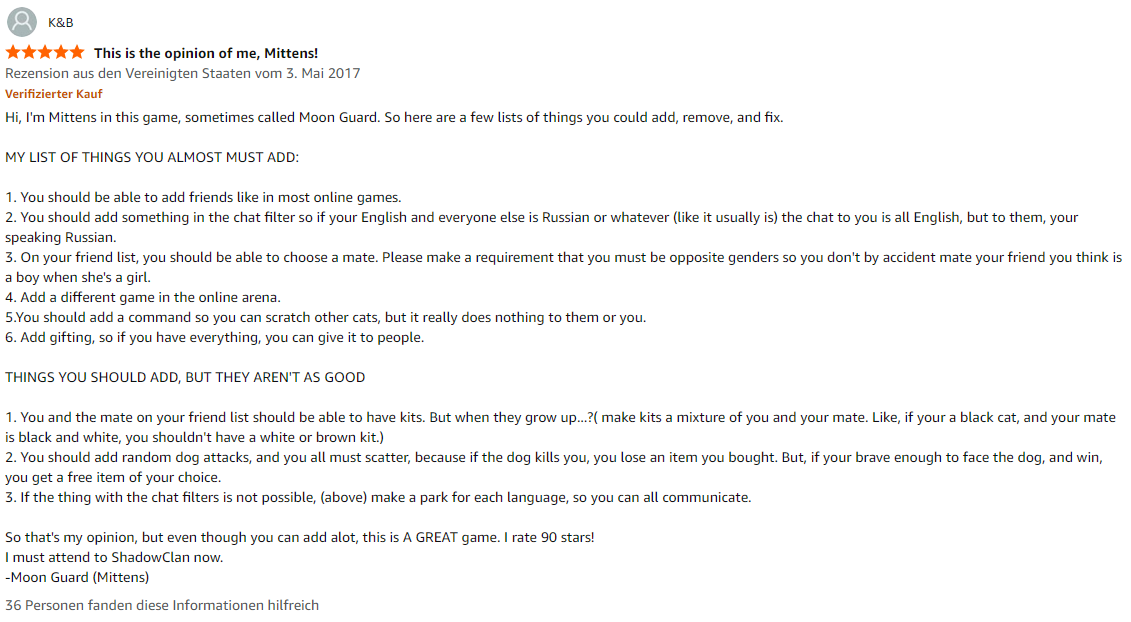 K&B
This is the opinion of me, Mittens!
Rezension aus den Vereinigten Staaten vom 3. Mai 2017
Verifizierter Kauf
Hi, I'm Mittens in this game, sometimes called Moon Guard. So here are a few lists of things you could add, remove, and fix.
MY LIST OF THINGS YOU ALMOST MUST ADD:
1. You should be able to add friends like in most online games.
2. You should add something in the chat filter so if your English and everyone else is Russian or whatever (like it usually is) the chat to you is all English, but to them, your
speaking Russian.
3. On your friend list, you should be able to choose a mate. Please make a requirement that you must be opposite genders so you don't by accident mate your friend you think is
a boy when she's a girl.
4. Add a different game in the online arena.
5.You should add a command so you can scratch other cats, but it really does nothing to them or you.
6. Add gifting, so if you have everything, you can give it to people.
THINGS YOU SHOULD ADD, BUT THEY AREN'T AS GOOD
1. You and the mate on your friend list should be able to have kits. But when they grow up...?( make kits a mixture of you and your mate. Like, if your a black cat, and your mate
is black and white, you shouldn't have a white or brown kit.)
2. You should add random dog attacks, and you all must scatter, because if the dog kills you, you lose an item you bought. But, if your brave enough to face the dog, and win,
you get a free item of your choice.
3. If the thing with the chat filters is not possible, (above) make a park for each language, so you can all communicate.
So that's my opinion, but even though you can add alot, this is A GREAT game. I rate 90 stars!
I must attend to ShadowClan now.
-Moon Guard (Mittens)
36 Personen fanden diese Informationen hilfreich